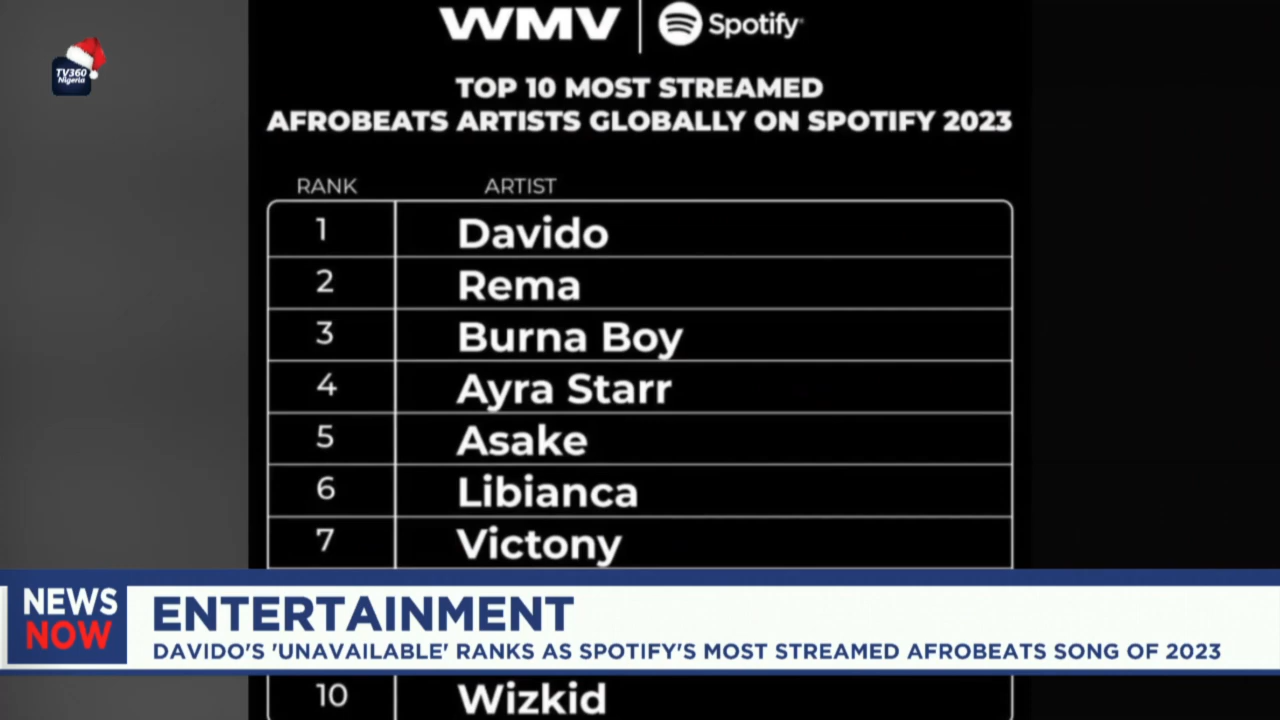 WMV | Spotify
TV360
Nigeria
TOP 10 MOST STREAMED
AFROBEATS ARTISTS GLOBALLY ON SPOTIFY 2023
RANK ARTIST
1 Davido
2 Rema
3 Burna Boy
4 Ayra Starr
5 Asake
6 Libianca
7 Victony
NEWS
NOW
ENTERTAINMENT
DAVIDO'S 'UNAVAILABLE' RANKS AS SPOTIFY'S MOST STREAMED AFROBEATS SONG OF 2023
10 Wizkid